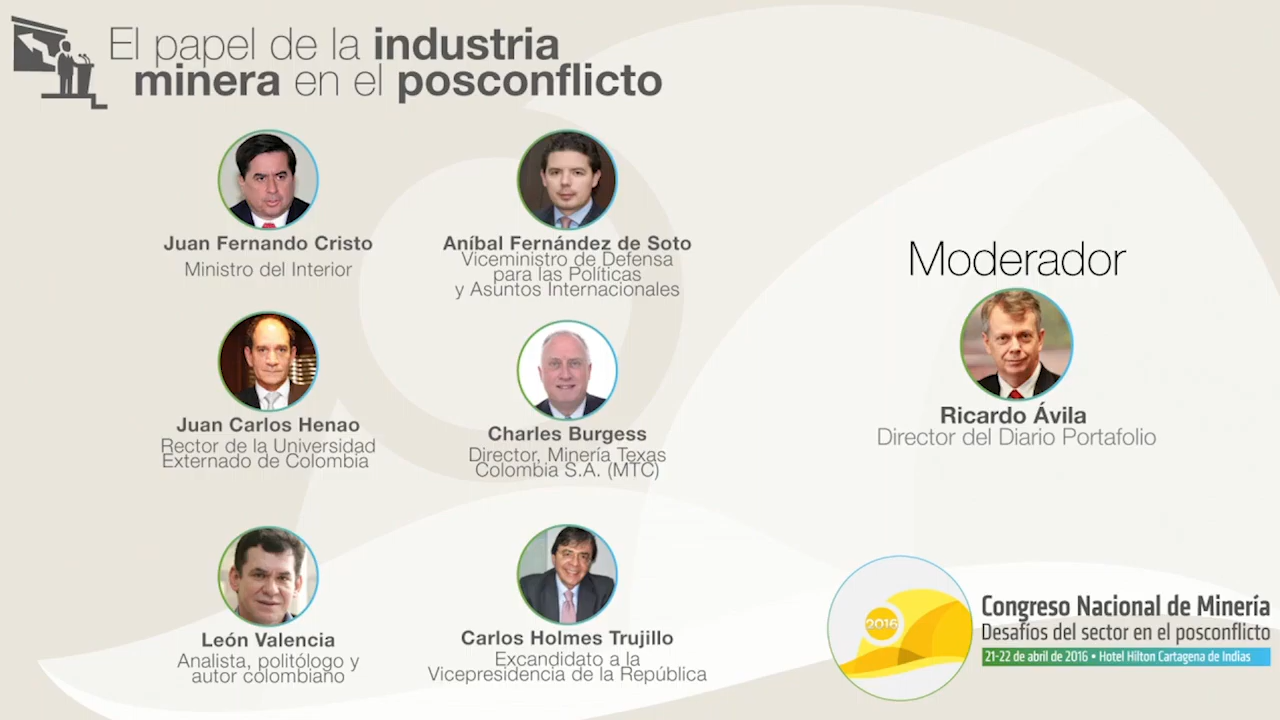 El papel de la industria
minera en el posconflicto
Juan Fernando Cristo
Ministro del Interior
Aníbal Fernández de Soto
Viceministro de Defensa
para las Políticas
y Asuntos Internacionales
Juan Carlos Henao
Rector de la Universidad
Externado de Colombia
Charles Burgess
Director, Minería Texas
Colombia S.A. (MTC)
León Valencia
Analista, politólogo y
autor colombiano
Carlos Holmes Trujillo
Excandidato a la
Vicepresidencia de la República
Moderador
Ricardo Ávila
Director del Diario Portafolio
2016
Congreso Nacional de Minería
Desafíos del sector en el posconflicto
21-22 de abril de 2016 • Hotel Hilton Cartagena de Indias